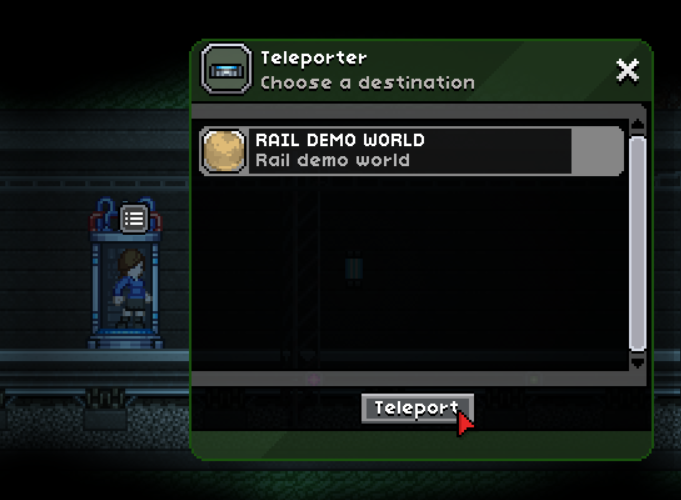 Teleporter
Choose a destination
RAIL DEMO WORLD
Rail demo world
Teleport